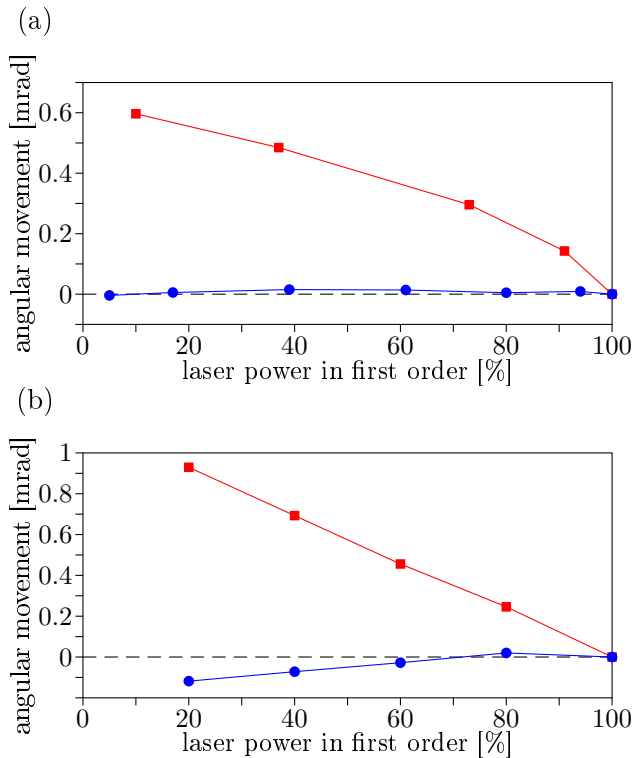 (a)
angular movement [mrad]
0.6
0.4
0.2
0
0 20 40 60 80 100
laser power in first order [%]
(b)
angular movement [mrad]
1
0.8
0.6
0.4
0.2
0
0 20 40 60 80 100
laser power in first order [%]